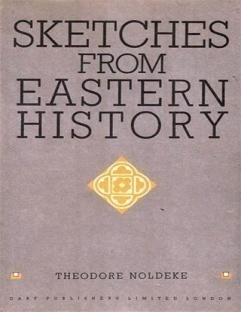 SKETCHES
FROM
EASTERN
HISTORY
THEODORE NOLDEKE
DARF PUBLISHERS LIMITED LONDON